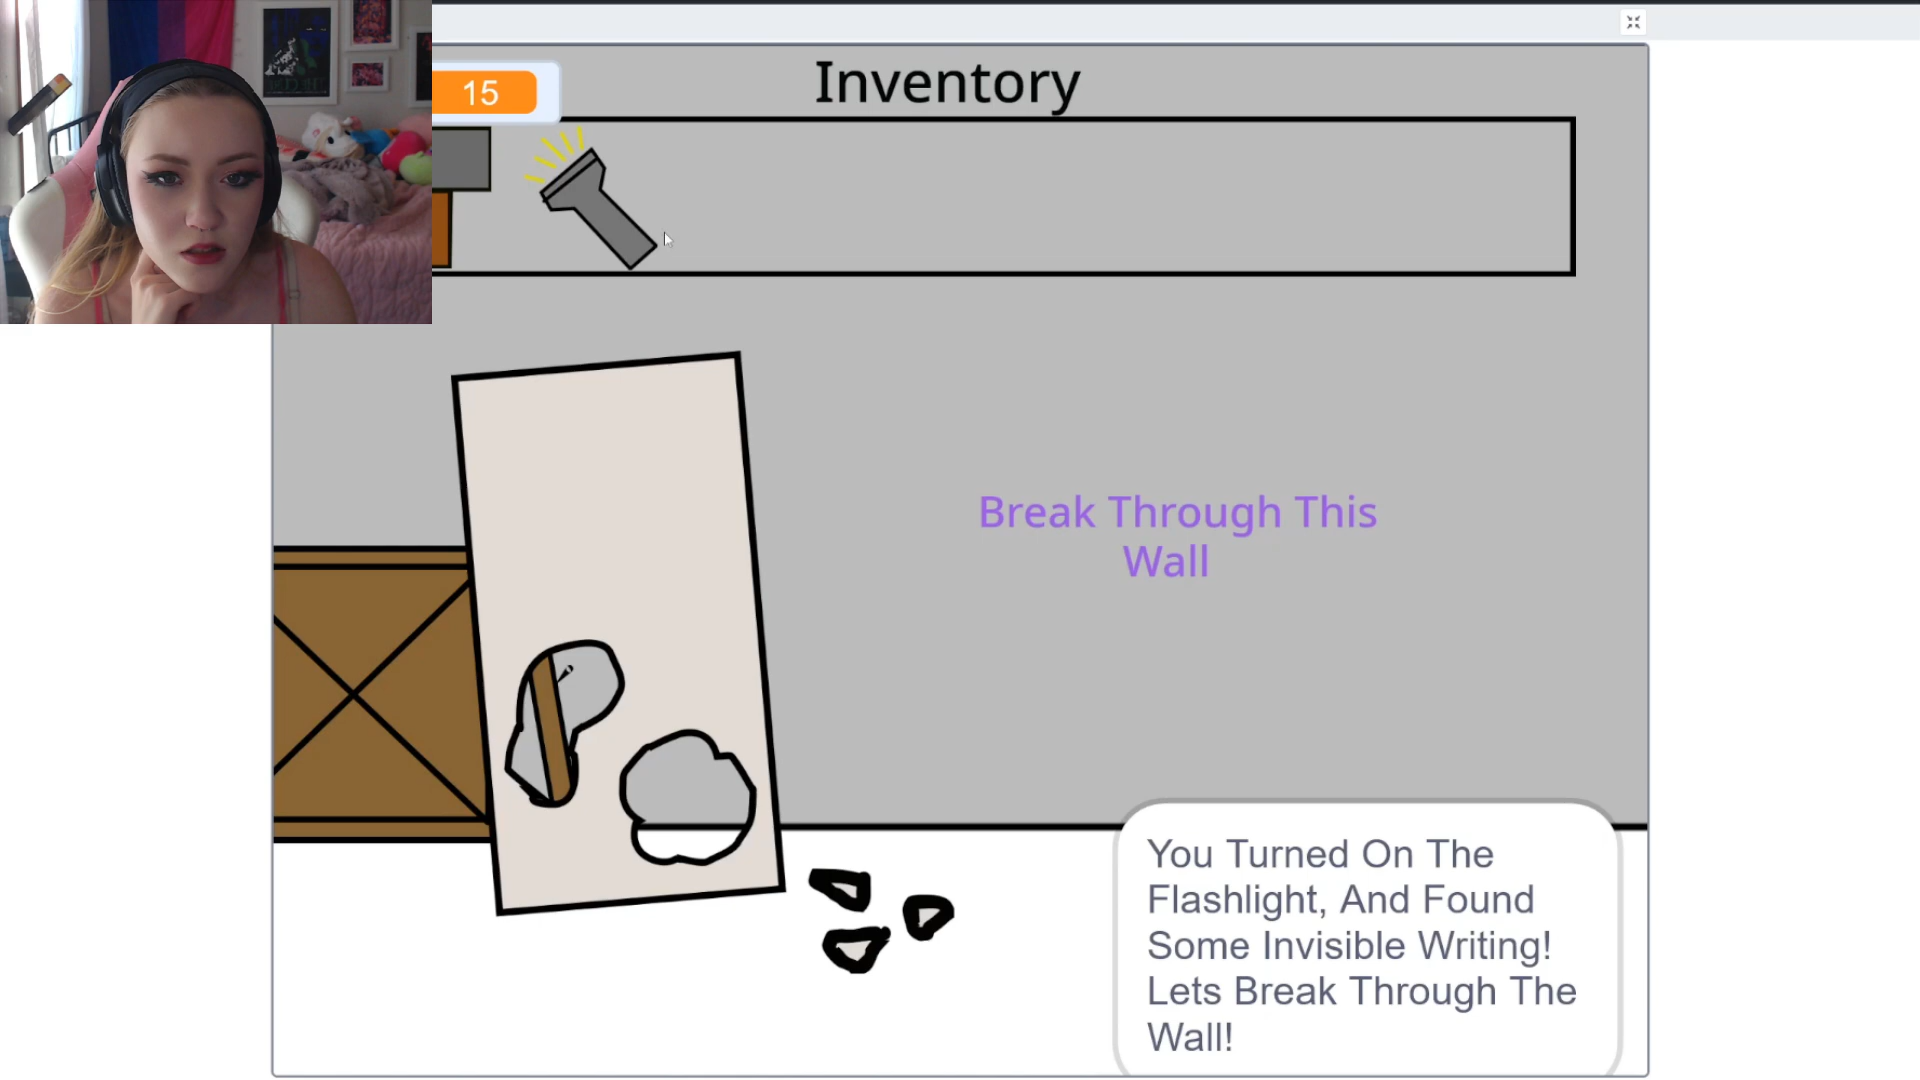 15
Inventory
Break Through This
Wall
You Turned On The
Flashlight, And Found
Some Invisible Writing!
Lets Break Through The
Wall!